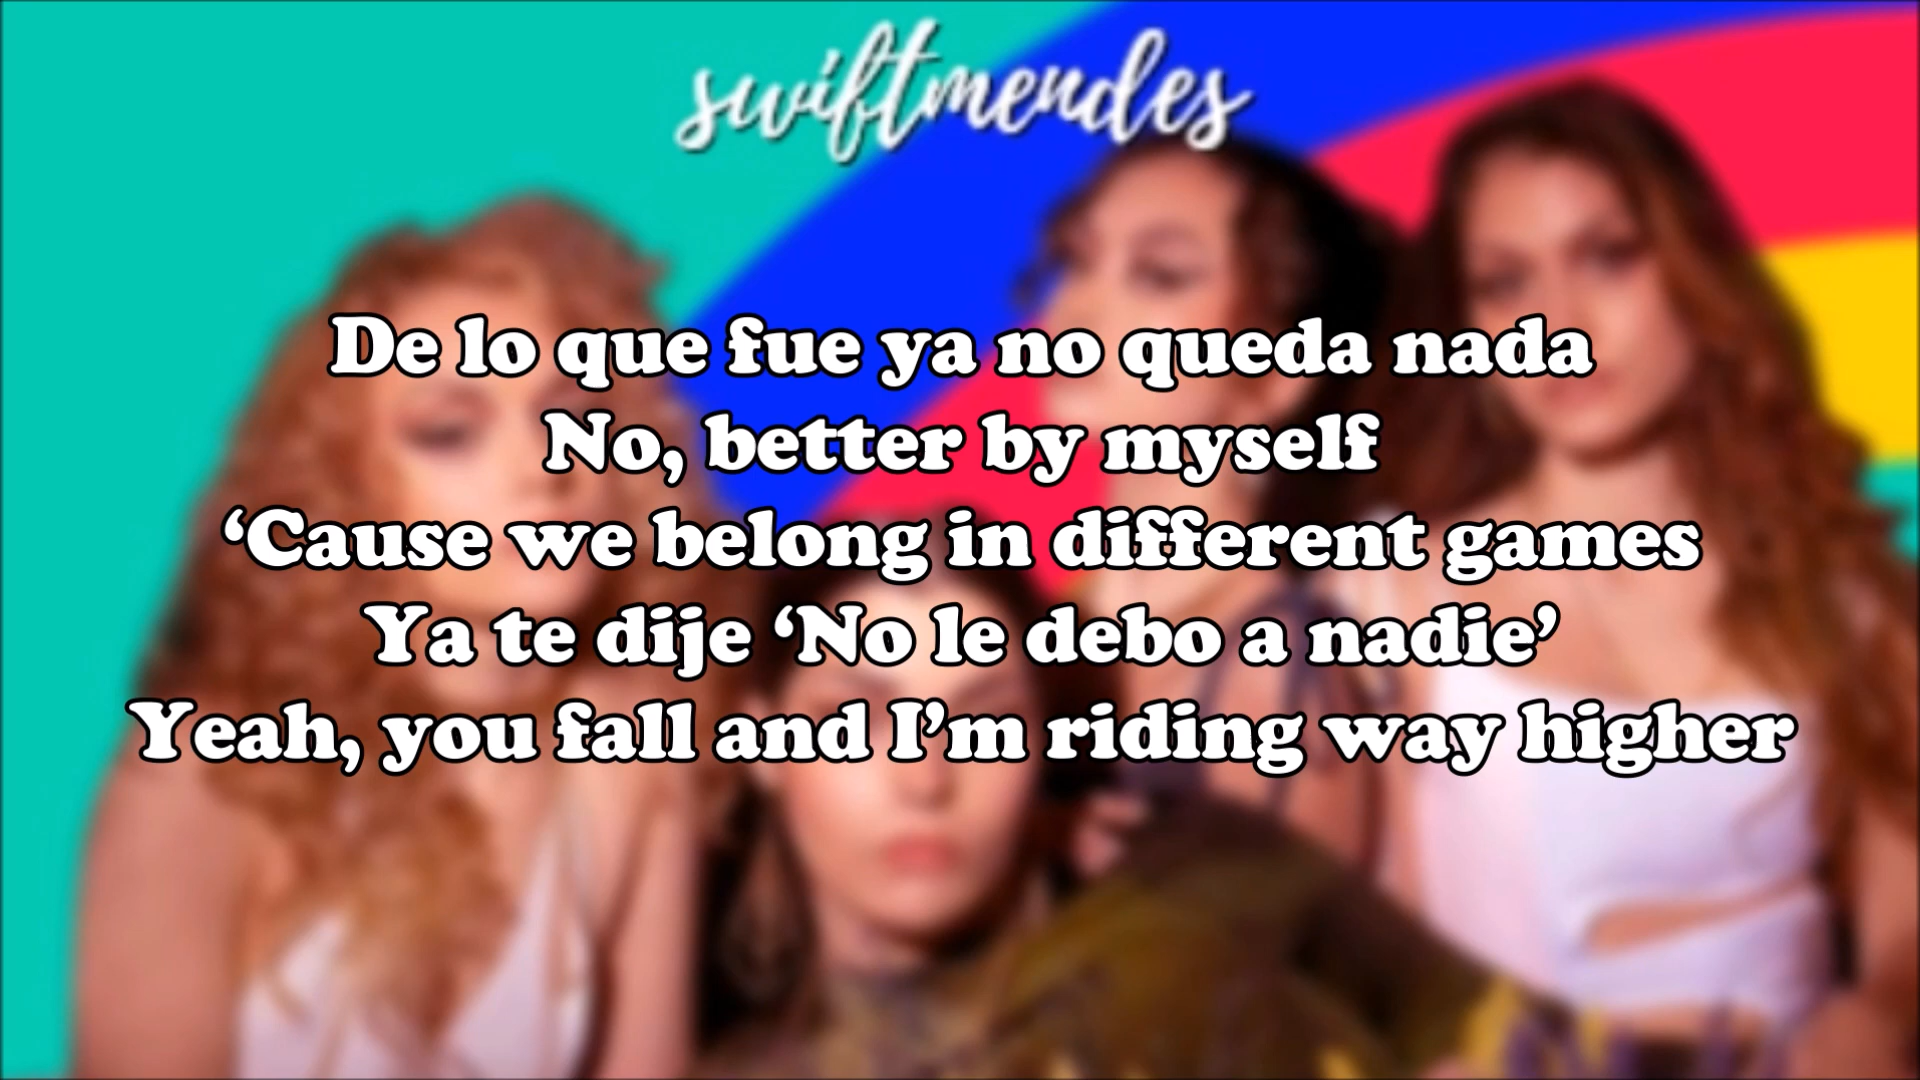 swiftmendes
De lo que fue ya no queda nada
No, better by myself
‘Cause we belong in different games
Ya te dije ‘No le debo a nadie’
Yeah, you fall and I’m riding way higher